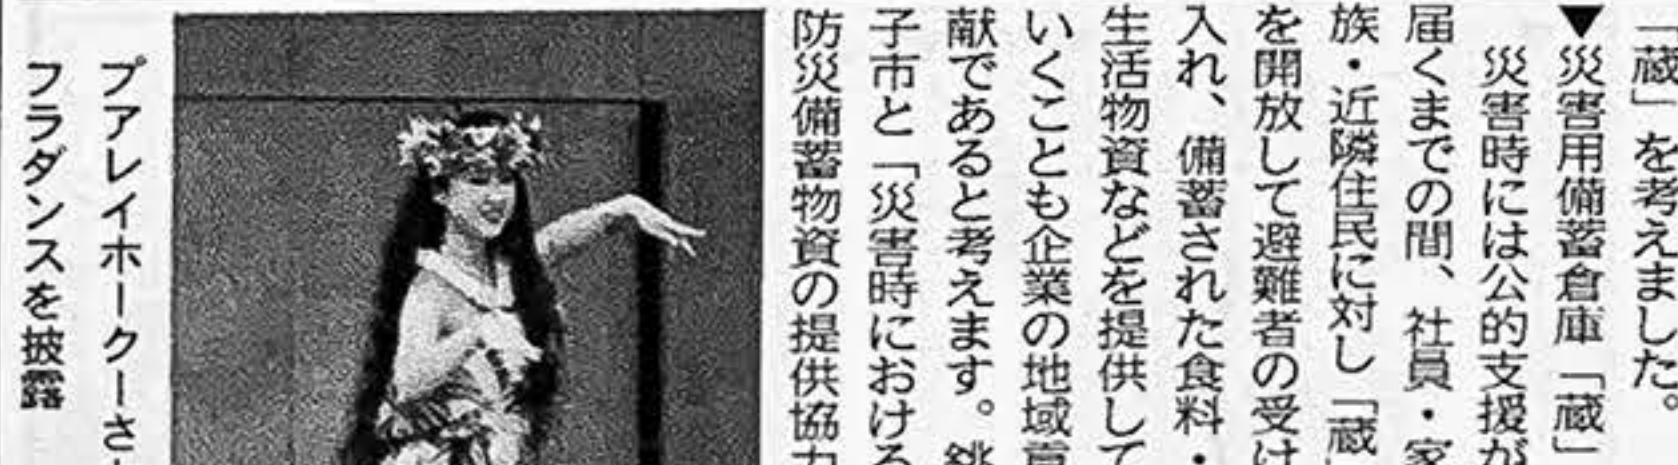 「蔵」を考えました。
▼災害用備蓄倉庫「蔵」
災害時には公的支援が
届くまでの間、社員・家
族・近隣住民に対し「蔵」
を開放して避難者の受け
入れ、備蓄された食料・
生活物資などを提供して
いくことも企業の地域貢
献であると考えます。銚
子市と「災害時における
防災備蓄物資の提供協力
プアレイホークーさ
フラダンスを披露